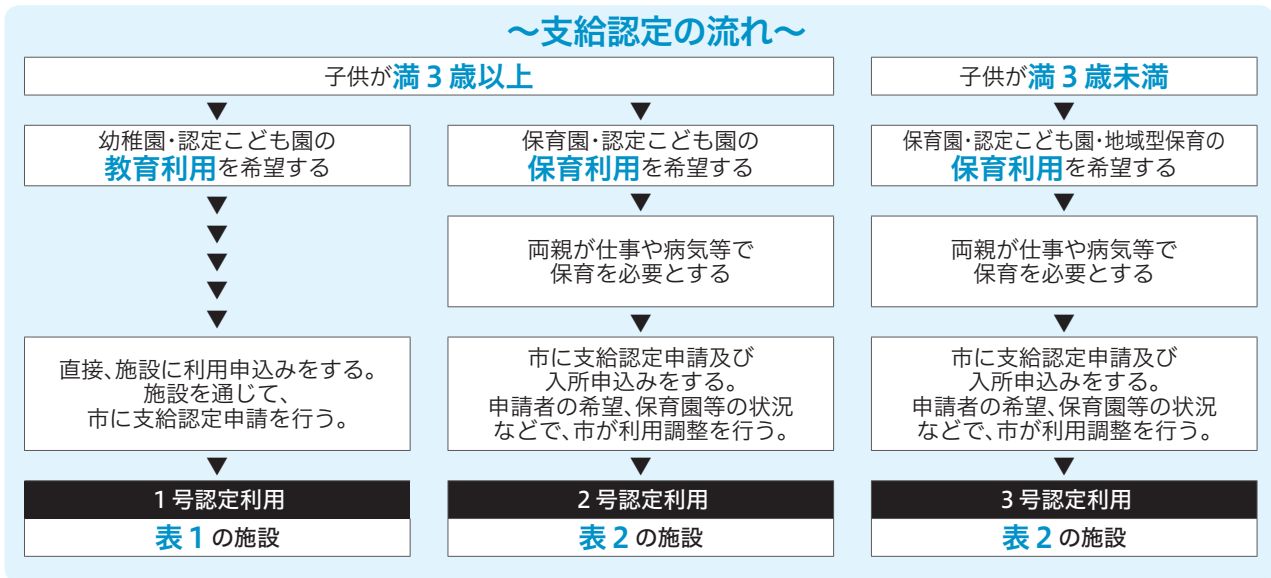 ～支給認定の流れ～
子供が満3歳以上
▼
幼稚園・認定こども園の
教育利用を希望する
▼
▼
▼
▼
▼
直接、施設に利用申込みをする。
施設を通じて、
市に支給認定申請を行う。
▼
1号認定利用
表1の施設
▼
保育園・認定こども園の
保育利用を希望する
▼
両親が仕事や病気等で
保育を必要とする
▼
市に支給認定申請及び
入所申込みをする。
申請者の希望、保育園等の状況
などで、市が利用調整を行う。
▼
2号認定利用
表2の施設
子供が満3歳未満
▼
保育園・認定こども園・地域型保育の
保育利用を希望する
▼
両親が仕事や病気等で
保育を必要とする
▼
市に支給認定申請及び
入所申込みをする。
申請者の希望、保育園等の状況
などで、市が利用調整を行う。
▼
3号認定利用
表2の施設